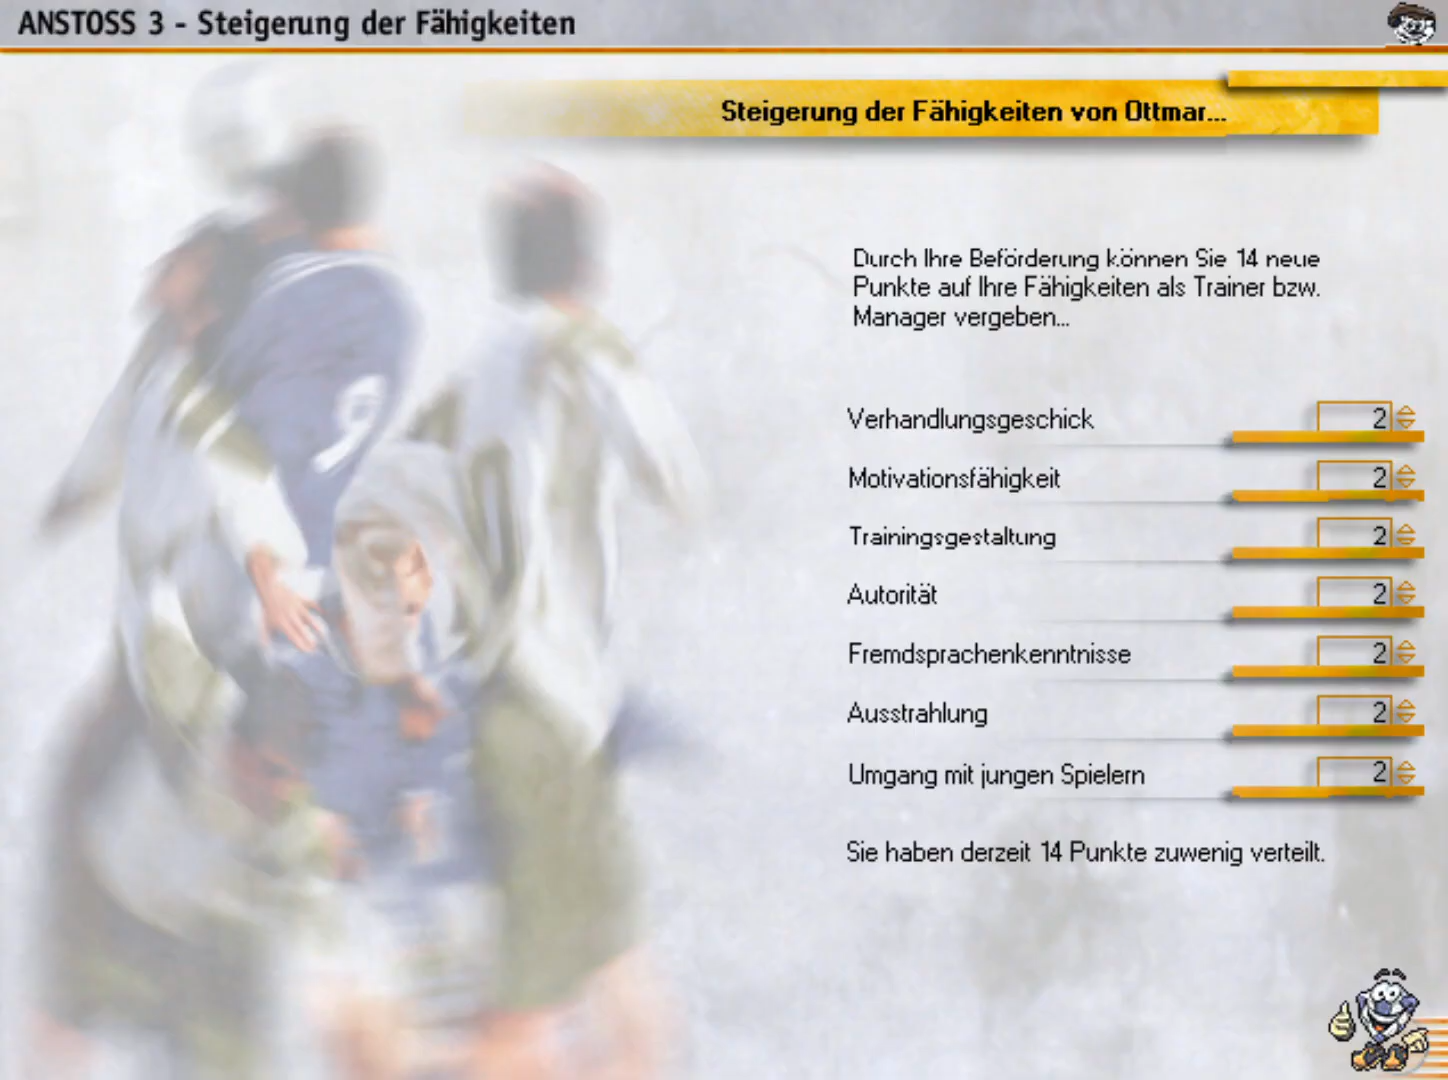 ANSTOSS 3 - Steigerung der Fähigkeiten
Steigerung der Fähigkeiten von Ottmar...
Durch Ihre Beförderung können Sie 14 neue
Punkte auf Ihre Fähigkeiten als Trainer bzw.
Manager vergeben...
Verhandlungsgeschick 2
Motivationsfähigkeit 2
Trainingsgestaltung 2
Autorität 2
Fremdsprachenkenntnisse 2
Ausstrahlung 2
Umgang mit jungen Spielern 2
Sie haben derzeit 14 Punkte zuwenig verteilt.
9